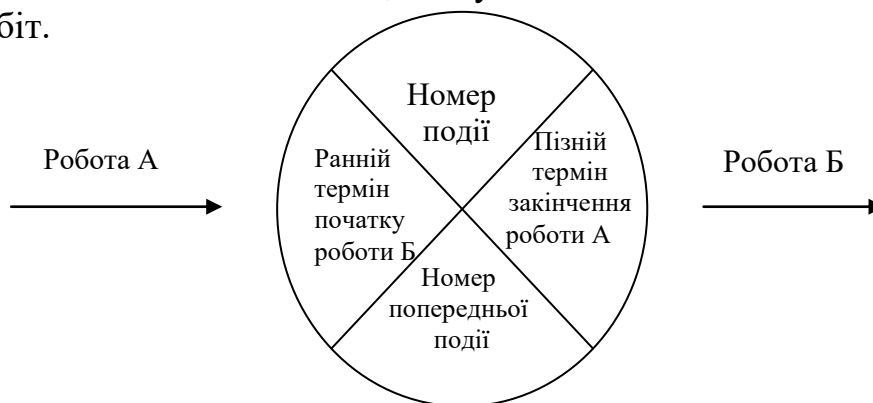 біт.
Номер
події
Робота А
Ранній
термін
початку
роботи Б
Пізній
термін
закінчення
роботи А
Робота Б
Номер
попередньої
події